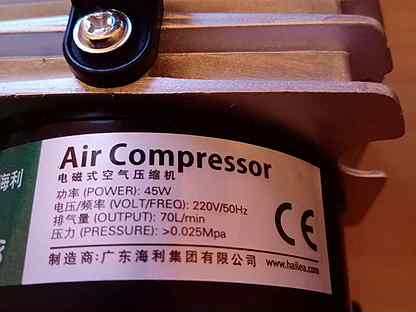 Air Compressor
电磁式空气压缩机
海利
功率 (POWER): 45W
电压/频率 (VOLT/FREQ): 220V/50Hz
排气量 (OUTPUT): 70L/min
压力 (PRESSURE): >0.025Mpa
CE
制造商:广东海利集团有限公司 www.hailea.com